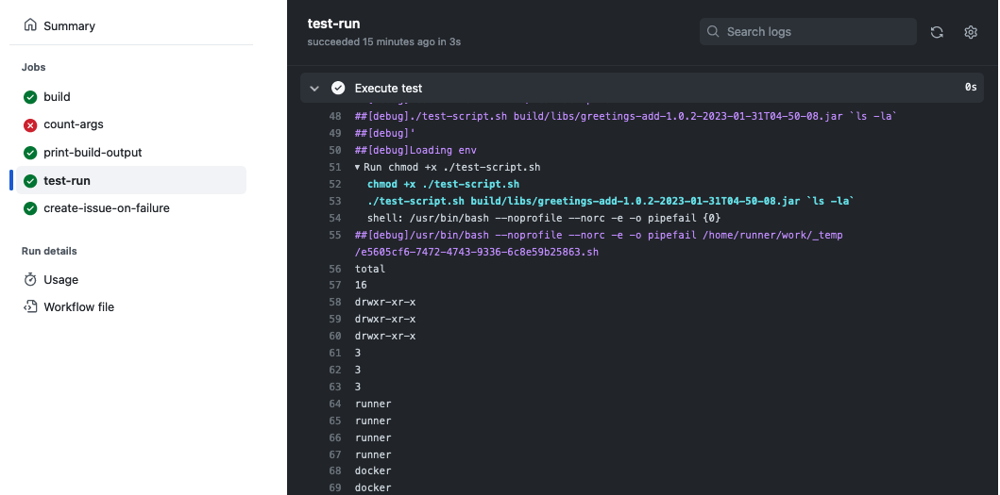 Summary
Jobs
build
count-args
print-build-output
test-run
create-issue-on-failure
Run details
Usage
Workflow file
test-run
succeeded 15 minutes ago in 3s
Search logs
Execute test
0s
48 ##[debug]./test-script.sh build/libs/greetings-add-1.0.2-2023-01-31T04-50-08.jar `ls -la`
49 ##[debug]'
50 ##[debug]Loading env
51 ▼ Run chmod +x ./test-script.sh
52 chmod +x ./test-script.sh
53 ./test-script.sh build/libs/greetings-add-1.0.2-2023-01-31T04-50-08.jar `ls -la`
54 shell: /usr/bin/bash --noprofile --norc -e -o pipefail {0}
55 ##[debug]/usr/bin/bash --noprofile --norc -e -o pipefail /home/runner/work/_temp
/e5605cf6-7472-4743-9336-6c8e59b25863.sh
56 total
57 16
58 drwxr-xr-x
59 drwxr-xr-x
60 drwxr-xr-x
61 3
62 3
63 3
64 runner
65 runner
66 runner
67 runner
68 docker
69 docker